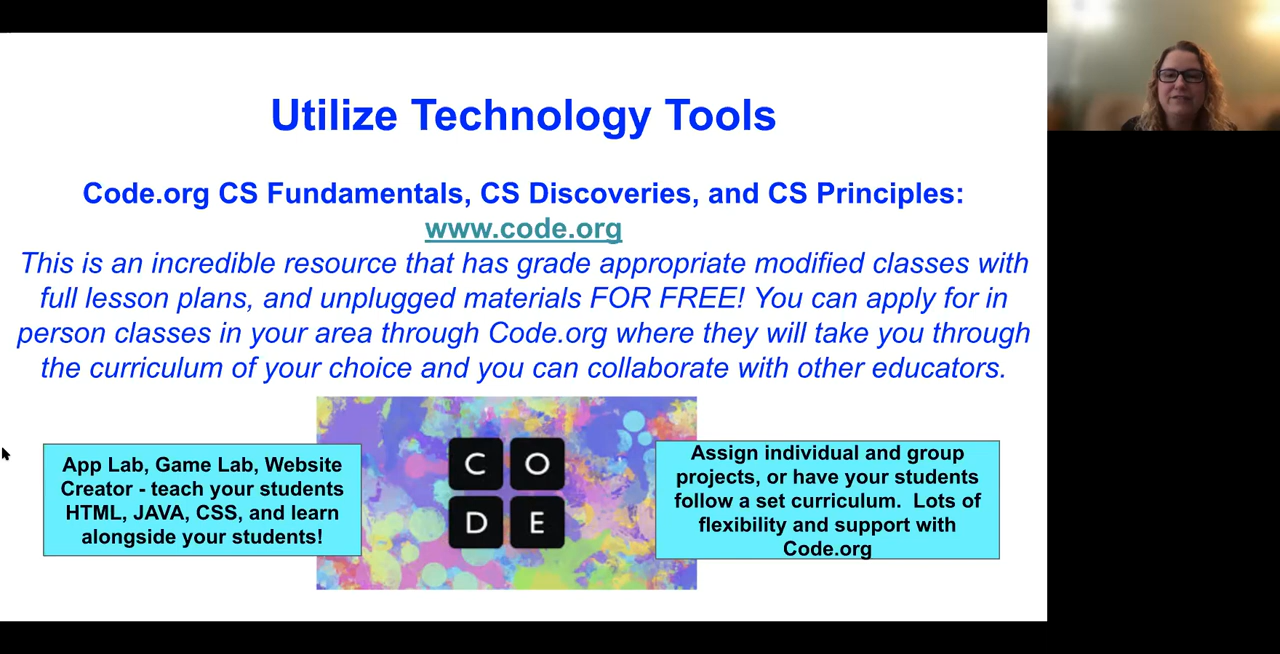 Utilize Technology Tools
Code.org CS Fundamentals, CS Discoveries, and CS Principles:
www.code.org
This is an incredible resource that has grade appropriate modified classes with
full lesson plans, and unplugged materials FOR FREE! You can apply for in
person classes in your area through Code.org where they will take you through
the curriculum of your choice and you can collaborate with other educators.
App Lab, Game Lab, Website
Creator - teach your students
HTML, JAVA, CSS, and learn
alongside your students!
C O
D E
Assign individual and group
projects, or have your students
follow a set curriculum. Lots of
flexibility and support with
Code.org